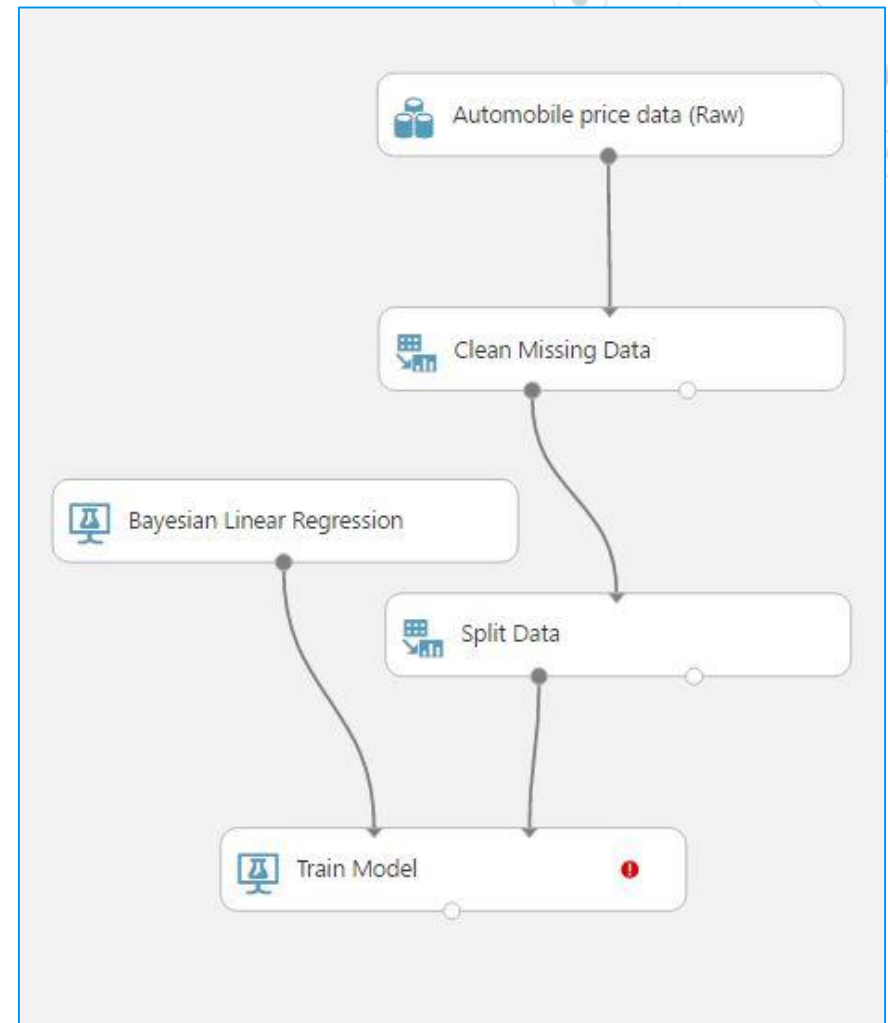 Automobile price data (Raw)
Clean Missing Data
Bayesian Linear Regression
Split Data
Train Model